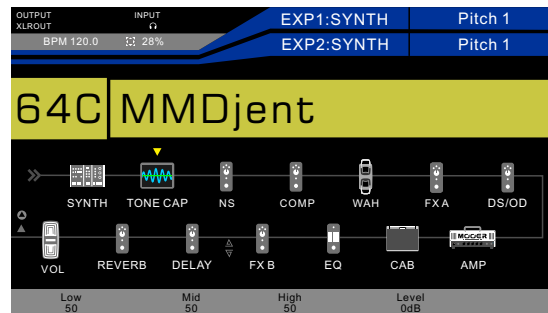 OUTPUT INPUT EXP1:SYNTH Pitch 1
XLROUT
BPM 120.0 28% EXP2:SYNTH Pitch 1
64C MMDjent
SYNTH TONE CAP NS COMP WAH FX A DS/OD
MOOER
VOL REVERB DELAY FX B EQ CAB AMP
Low Mid High Level
50 50 50 0dB